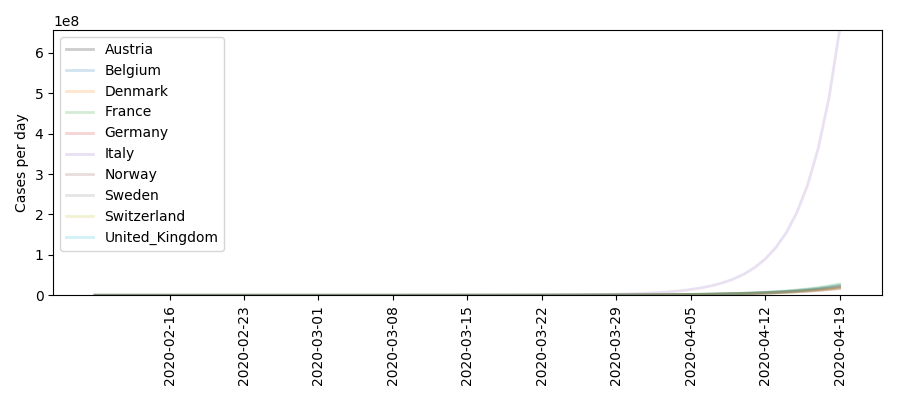 1e8
6
5
4
3
2
1
0
Cases per day
Austria
Belgium
Denmark
France
Germany
Italy
Norway
Sweden
Switzerland
United_Kingdom
2020-02-16
2020-02-23
2020-03-01
2020-03-08
2020-03-15
2020-03-22
2020-03-29
2020-04-05
2020-04-12
2020-04-19